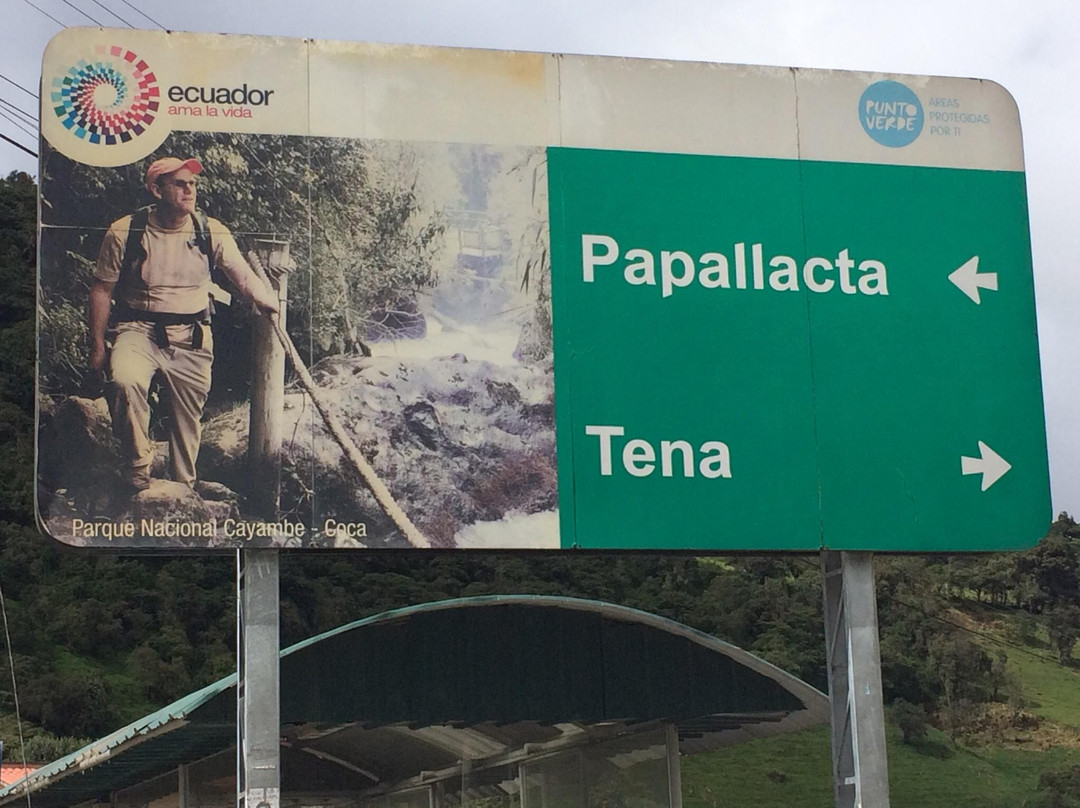 ecuador
ama la vida
PUNTO
VERDE
AREAS
PROTEGIDAS
POR TI
Papallacta
Tena
Parque Nacional Cayambe - Coca